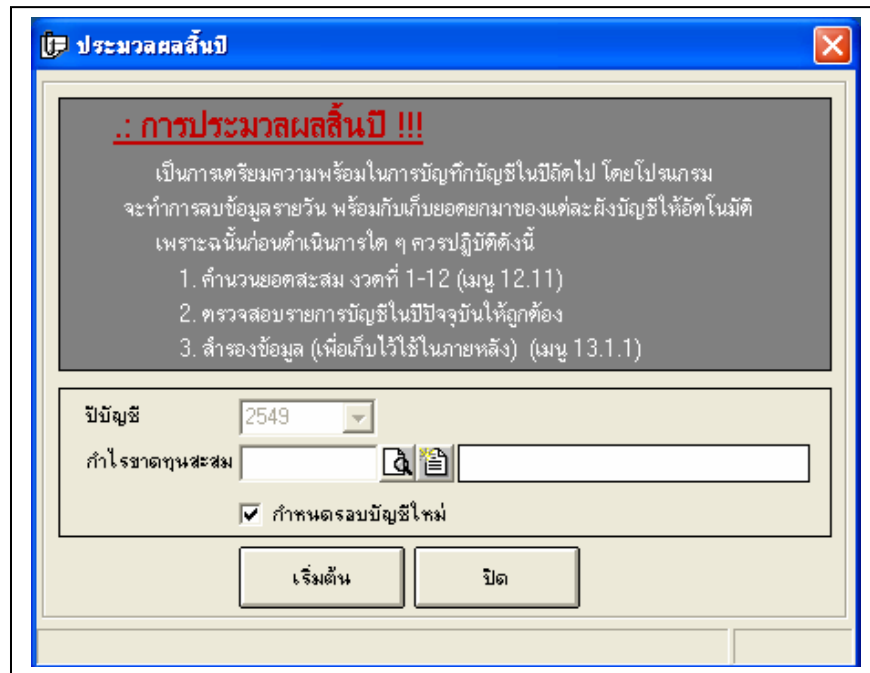 ประมวลผลสิ้นปี
.: การประมวลผลสิ้นปี !!!
เป็นการเตรียมความพร้อมในการบัญทึกบัญชีในปีถัดไป โดยโปรแกรม
จะทำการลบข้อมูลรายวัน พร้อมกับเก็บยอดยกมาของแต่ละผังบัญชีให้อัตโนมัติ
เพราะฉนั้นก่อนดำเนินการใด ๆ ควรปฏิบัติดังนี้
1. คำนวนยอดสะสม งวดที่ 1-12 (เมนู 12.11)
2. ตรวจสอบรายการบัญชีในปีปัจจุบันให้ถูกต้อง
3. สำรองข้อมูล (เพื่อเก็บไว้ใช้ในภายหลัง) (เมนู 13.1.1)
ปีบัญชี 2549
กำไรขาดทุนสะสม
กำหนดรอบบัญชีใหม่
เริ่มต้น ปิด